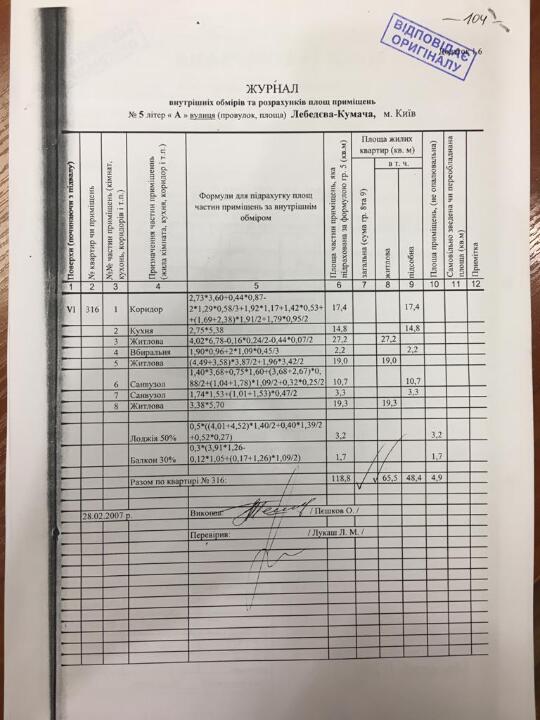 — 104 —
ВІДПОВІДАЄ
ОРИГІНАЛУ
6
ЖУРНАЛ
внутрішніх обмірів та розрахунків площ приміщень
№ 5 літер « А » вулиця (провулок, площа) Лебедєва-Кумача, м. Київ
Поверхи (починаючи з підвалу)
№ квартир чи приміщень
№№ частин приміщень (кімнат, кухонь, коридорів і т.п.)
Призначення частин приміщень (жила кімната, кухня, коридор і т.п.)
Формули для підрахугку площ
частин приміщень за внутрішнім
обміром
Площа частин приміщень, яка підрахована за формулою гр. 5 (кв.м)
Площа жилих
квартир (кв. м)
в т. ч.
загальна (сума гр. 8та 9)
житлова
підсобна
Площа приміщень, (не опалювальна)
Самовільно зведена чи переобладнана площа (кв.м)
Примітка
1 2 3 4 5 6 7 8 9 10 11 12
2,73*3,60+0,44*0,87-
VI 316 1 Коридор 2*1,29*0,58/3+1,92*1,17+1,42*0,53+ 17,4 17,4
+(1,69+2,38)*1,91/2+1,79*0,95/2
2 Кухня 2,75*5,38 14,8 14,8
3 Житлова 4,02*6,78-0,16*0,24/2-0,44*0,07/2 27,2 27,2
4 Вбиральня 1,90*0,96+2*1,09*0,45/3 2,2 2,2
5 Житлова (4,49+3,58)*3,87/2+1,96*3,42/2 19,0 19,0
1,40*3,68+0,75*1,60+(3,68+2,67)*0,
6 Санвузол 88/2+(1,04+1,78)*1,09/2+0,32*0,25/2 10,7 10,7
7 Санвузол 1,74*1,53+(1,01+1,53)*0,47/2 3,3 3,3
8 Житлова 3,38*5,70 19,3 19,3
0,5*((4,01+4,52)*1,40/2+0,40*1,39/2
Лоджія 50% +0,52*0,27) 3,2 3,2
0,3*(3,91*1,26-
Балкон 30% 0,12*1,05+(0,17+1,26)*1,09/2) 1,7 1,7
Разом по квартирі № 316: 118,8 65,5 48,4 4,9
28.02.2007 р. Виконав: / Пешков О. /
Перевірив: / Лукаш Л. М. /